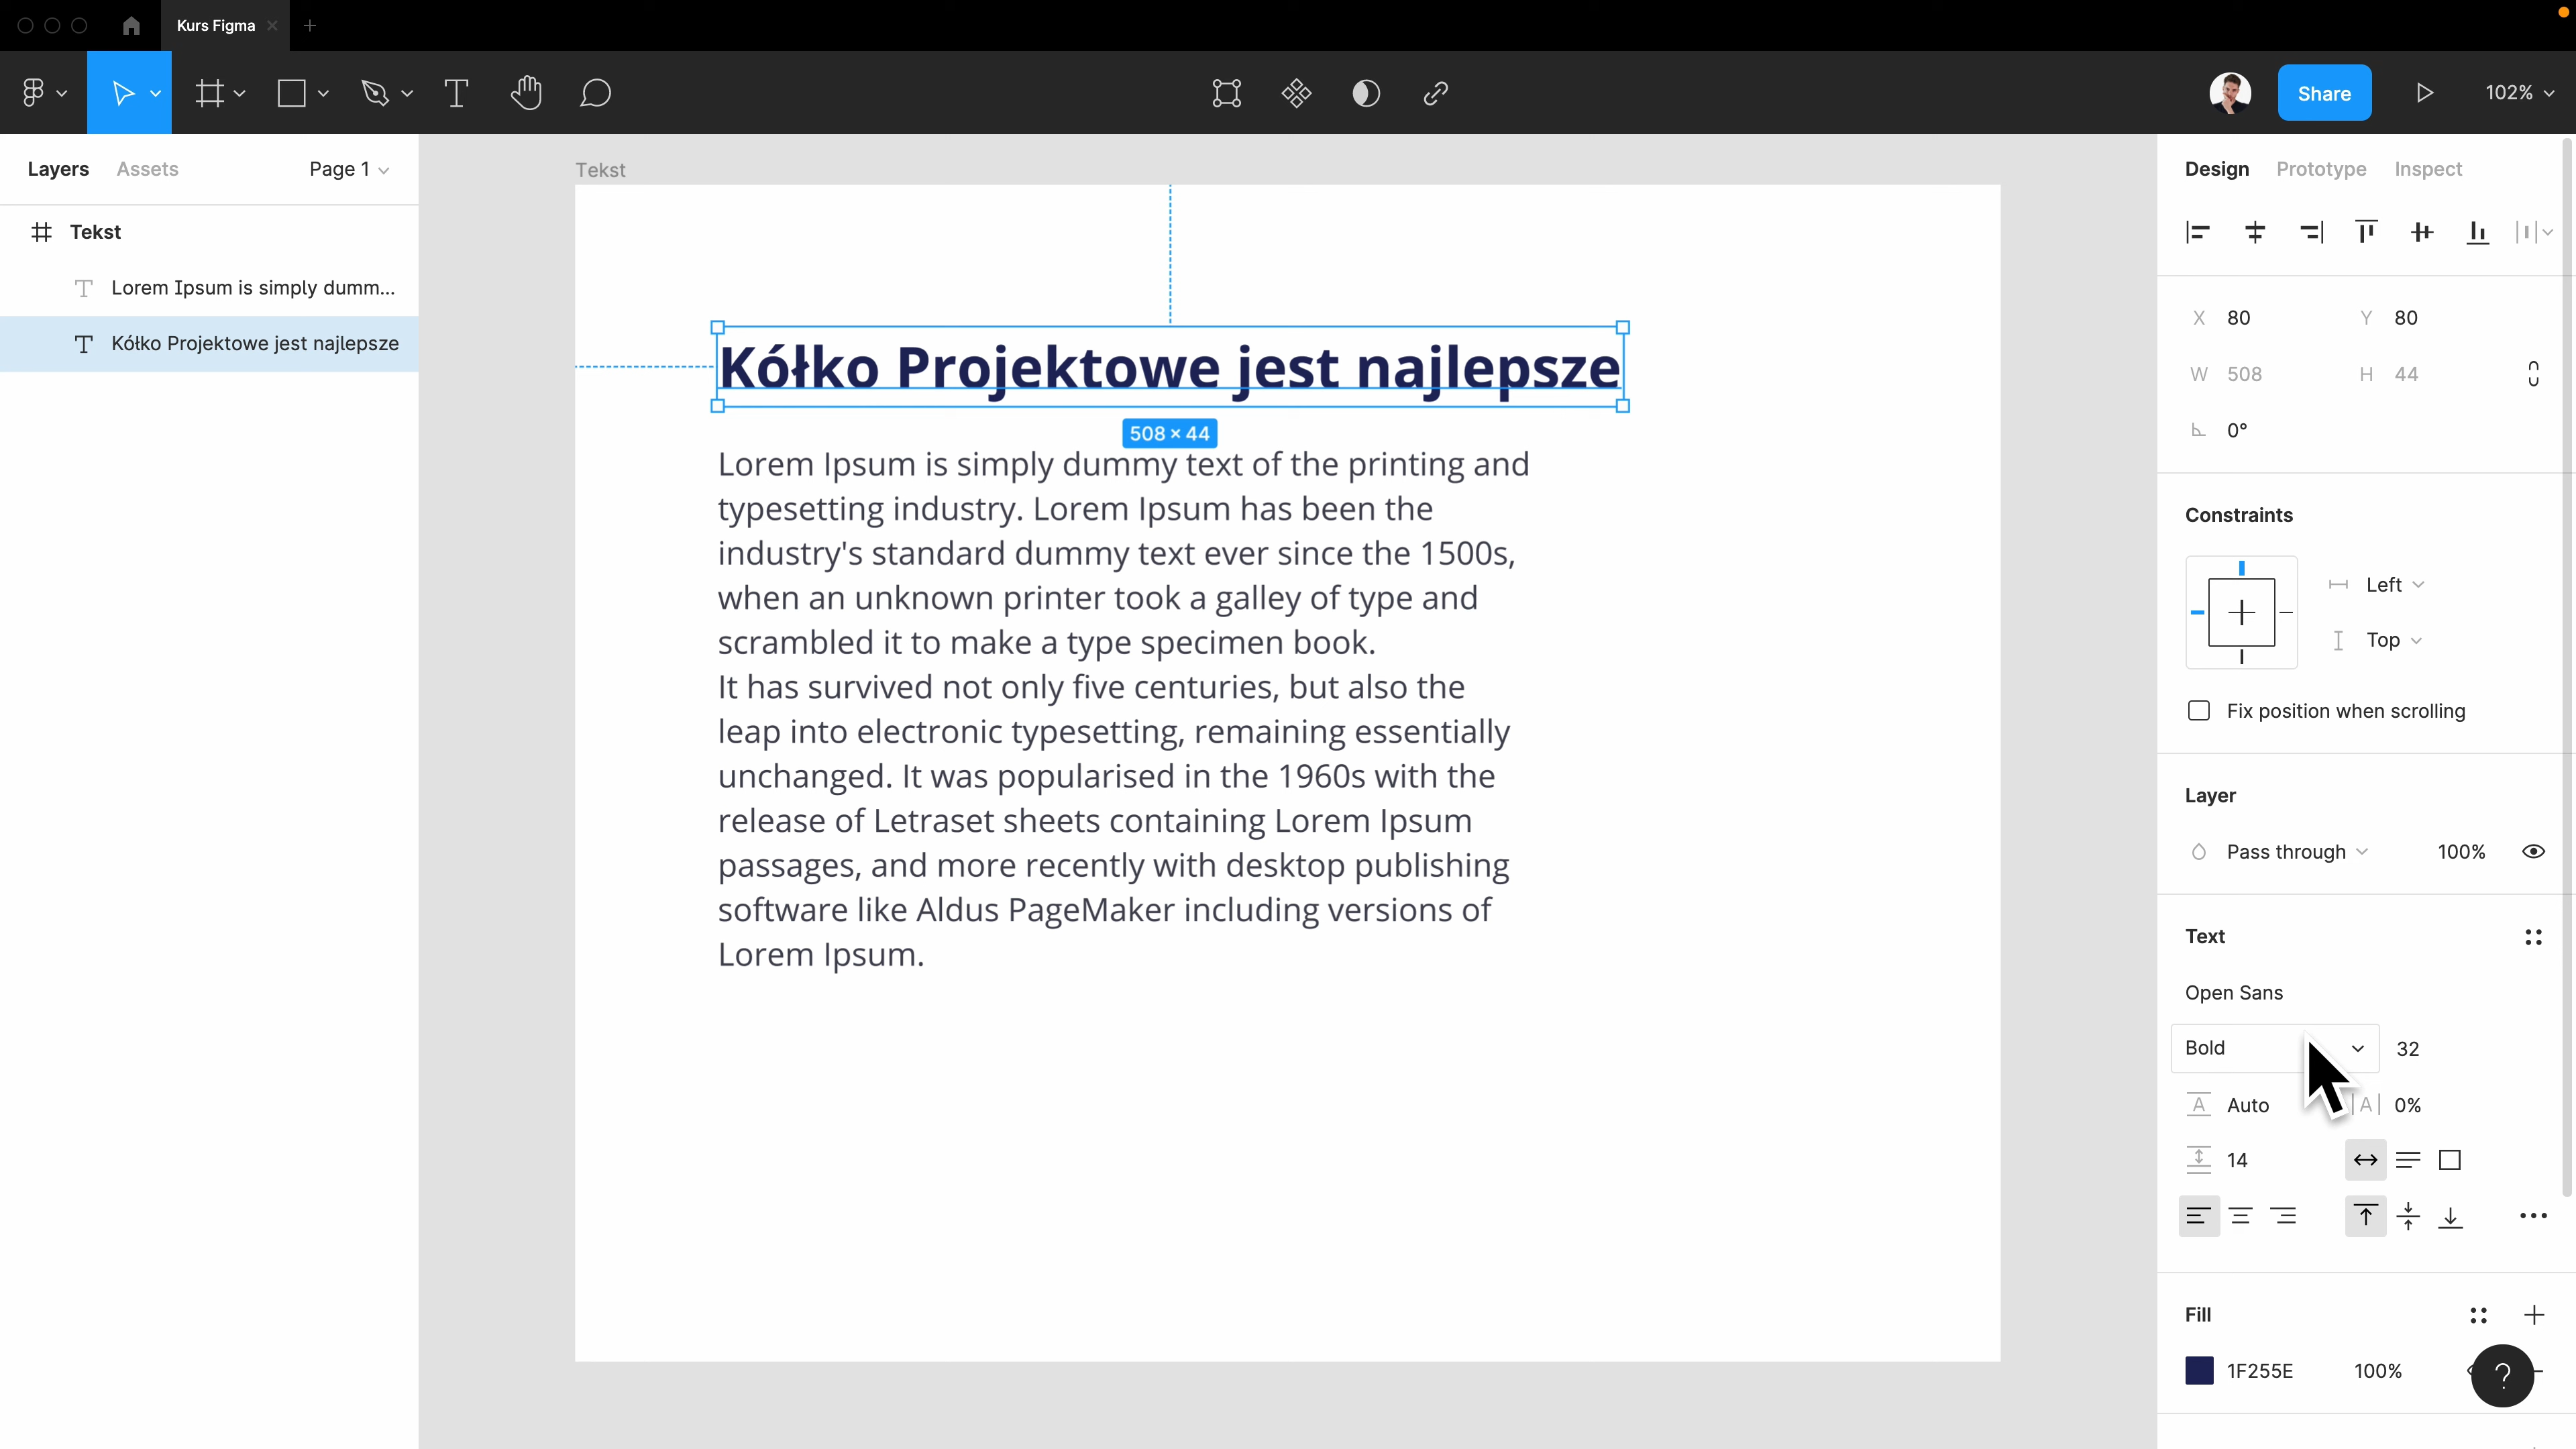 Kurs Figma
Share
102%
Layers Assets Page 1
Tekst
Lorem Ipsum is simply dumm...
Kółko Projektowe jest najlepsze
Tekst
Kółko Projektowe jest najlepsze
508 × 44
Lorem Ipsum is simply dummy text of the printing and
typesetting industry. Lorem Ipsum has been the
industry's standard dummy text ever since the 1500s,
when an unknown printer took a galley of type and
scrambled it to make a type specimen book.
It has survived not only five centuries, but also the
leap into electronic typesetting, remaining essentially
unchanged. It was popularised in the 1960s with the
release of Letraset sheets containing Lorem Ipsum
passages, and more recently with desktop publishing
software like Aldus PageMaker including versions of
Lorem Ipsum.
Design Prototype Inspect
X 80 Y 80
W 508 H 44
0°
Constraints
Left
Top
Fix position when scrolling
Layer
Pass through 100%
Text
Open Sans
Bold 32
A Auto |A| 0%
14
Fill
1F255E 100%
?